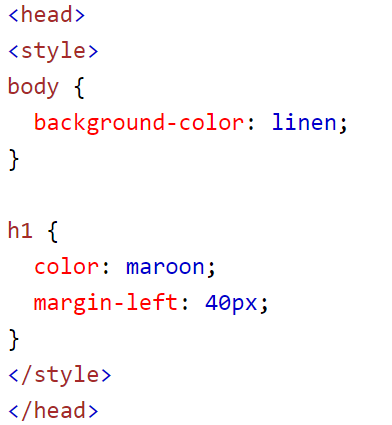 <head>
<style>
body {
  background-color: linen;
}

h1 {
  color: maroon;
  margin-left: 40px;
}
</style>
</head>